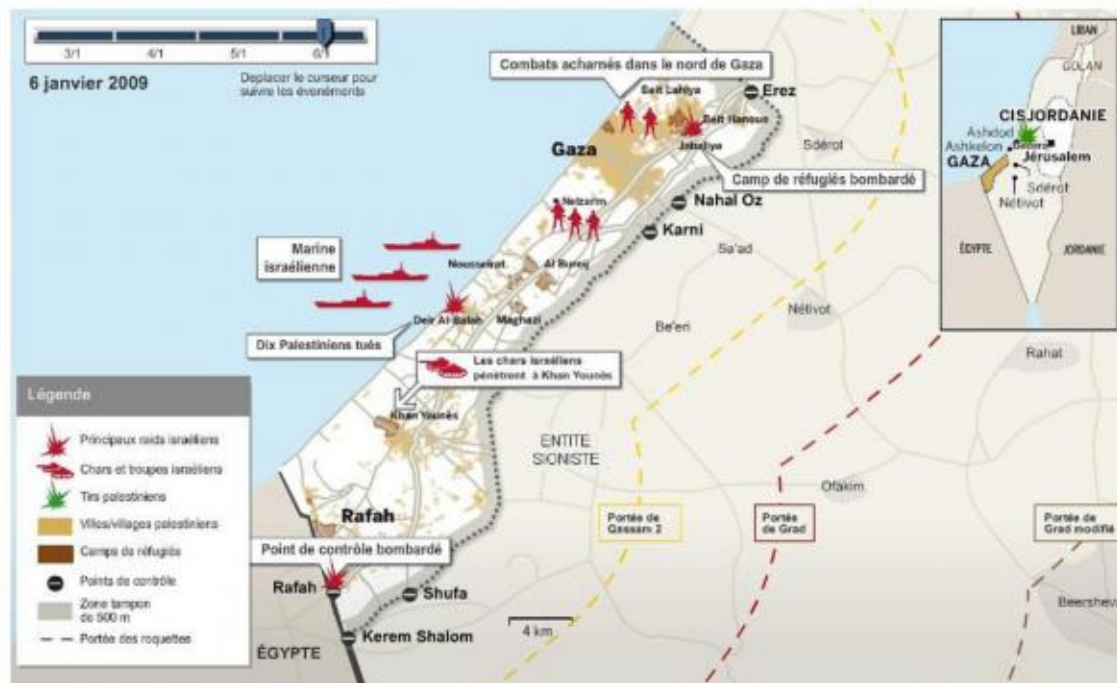 3/1 4/1 5/1 6/1
6 janvier 2009
Deplacer le curseur pour
suivre les événements
Combats acharnés dans le nord de Gaza
Beit Lahiya
Erez
Beit Hanoun
Gaza
Jabaliya
Sdérot
Camp de réfugiés bombardé
Netzarim
Nahal Oz
Karni
Sa'ad
Marine
israélienne
Nousseirat
Al Bureij
Deir Al-Balah
Maghazi
Nétivot
Be'eri
Dix Palestiniens tués
Les chars israéliens
pénètront à Khan Younès
Rahat
Khan Younès
ENTITE
SIONISTE
Ofakim
Rafah
Portée de
Qassam 2
Portés
de Grad
Portée de
Grad modifié
Point de contrôle bombardé
Rafah
Shufa
Beersheva
4 km
Kerem Shalom
ÉGYPTE
Légende
Principaux raids israéliens
Chars et troupes israéliens
Tirs palestiniens
Villes/villages palestiniens
Camps de réfugiés
Points de contrôle
Zone tampon
de 500 m
Portée des roquettes
LIBAN
GOLAN
CISJORDANIE
Ashdod
Ashkelon
Gedera
GAZA
Jérusalem
Sdérot
Nétivot
ÉGYPTE
JORDANIE